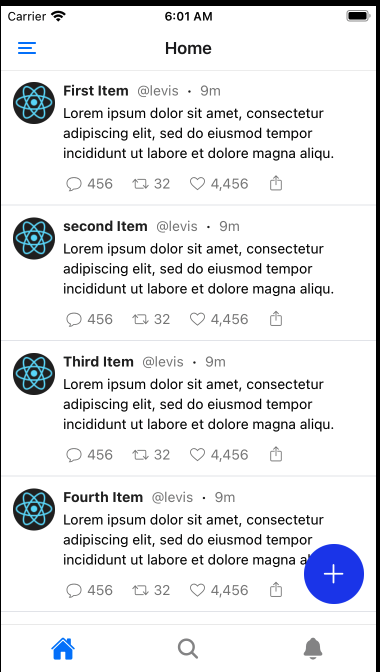 Carrier 6:01 AM
Home
First Item @levis · 9m
Lorem ipsum dolor sit amet, consectetur
adipiscing elit, sed do eiusmod tempor
incididunt ut labore et dolore magna aliqu.
456 32 4,456
second Item @levis · 9m
Lorem ipsum dolor sit amet, consectetur
adipiscing elit, sed do eiusmod tempor
incididunt ut labore et dolore magna aliqu.
456 32 4,456
Third Item @levis · 9m
Lorem ipsum dolor sit amet, consectetur
adipiscing elit, sed do eiusmod tempor
incididunt ut labore et dolore magna aliqu.
456 32 4,456
Fourth Item @levis · 9m
Lorem ipsum dolor sit amet, consectetur
adipiscing elit, sed do eiusmod tempor
incididunt ut labore et dolore magna
456 32 4,456